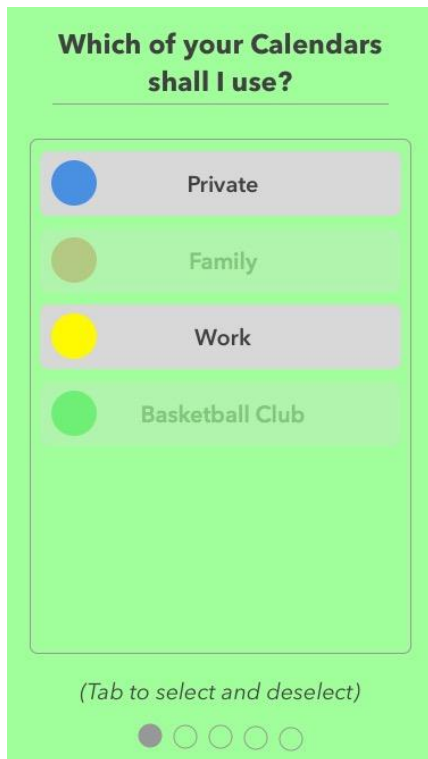 Which of your Calendars
shall I use?
Private
Family
Work
Basketball Club
(Tab to select and deselect)